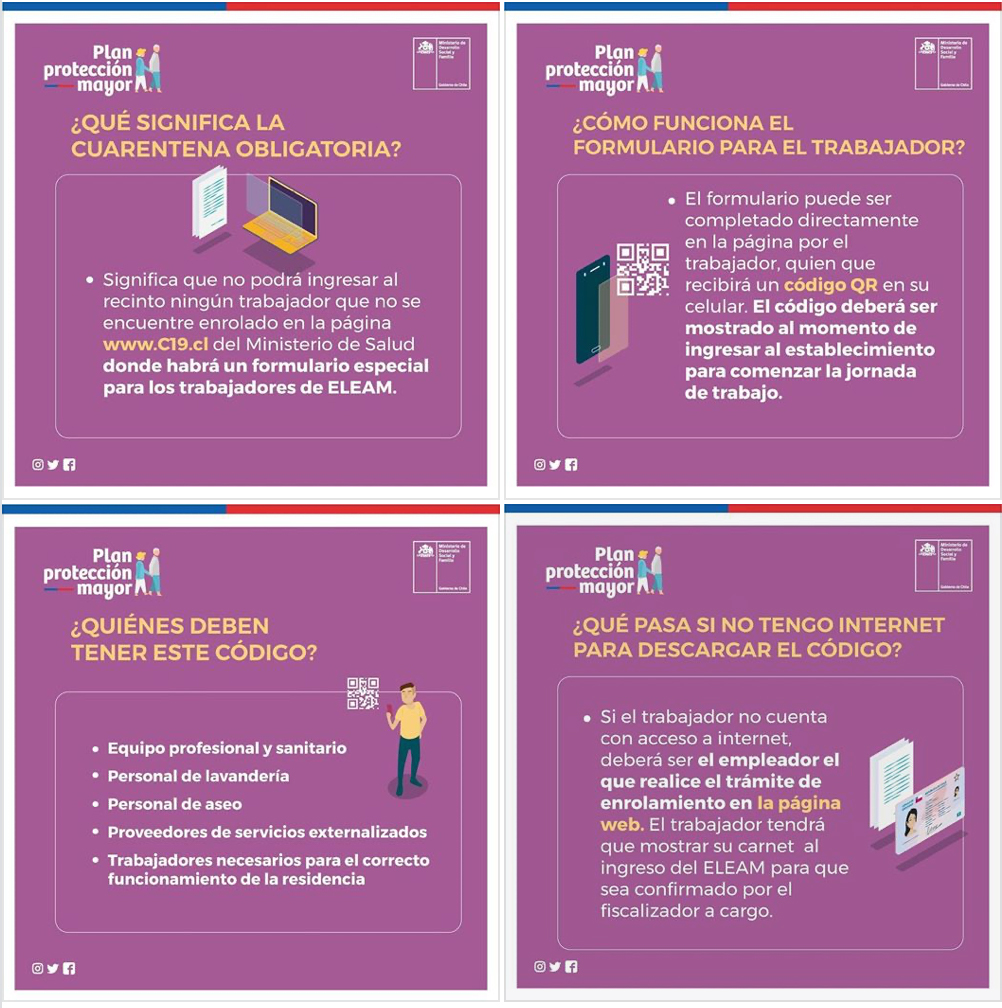 Plan
protección
mayor
Ministerio de
Desarrollo
Social y
Familia
Gobierno de Chile
¿QUÉ SIGNIFICA LA
CUARENTENA OBLIGATORIA?
• Significa que no podrá ingresar al
recinto ningún trabajador que no se
encuentre enrolado en la página
www.C19.cl del Ministerio de Salud
donde habrá un formulario especial
para los trabajadores de ELEAM.
Plan
protección
mayor
Ministerio de
Desarrollo
Social y
Familia
Gobierno de Chile
¿CÓMO FUNCIONA EL
FORMULARIO PARA EL TRABAJADOR?
• El formulario puede ser
completado directamente
en la página por el
trabajador, quien que
recibirá un código QR en su
celular. El código deberá ser
mostrado al momento de
ingresar al establecimiento
para comenzar la jornada
de trabajo.
Plan
protección
mayor
Ministerio de
Desarrollo
Social y
Familia
Gobierno de Chile
¿QUIÉNES DEBEN
TENER ESTE CÓDIGO?
• Equipo profesional y sanitario
• Personal de lavandería
• Personal de aseo
• Proveedores de servicios externalizados
• Trabajadores necesarios para el correcto
funcionamiento de la residencia
Plan
protección
mayor
Ministerio de
Desarrollo
Social y
Familia
Gobierno de Chile
¿QUÉ PASA SI NO TENGO INTERNET
PARA DESCARGAR EL CÓDIGO?
• Si el trabajador no cuenta
con acceso a internet,
deberá ser el empleador el
que realice el trámite de
enrolamiento en la página
web. El trabajador tendrá
que mostrar su carnet al
ingreso del ELEAM para que
sea confirmado por el
fiscalizador a cargo.